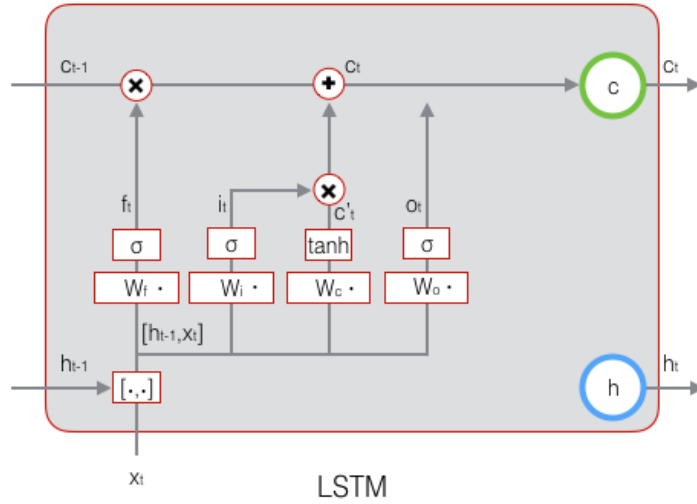 Ct-1
Ct
Ct
× + c
ft
it
×
c't
ot
σ
σ
tanh
σ
Wf ·
Wi ·
Wc ·
Wo ·
[ht-1,xt]
ht-1
[·,·]
h
ht
xt
LSTM